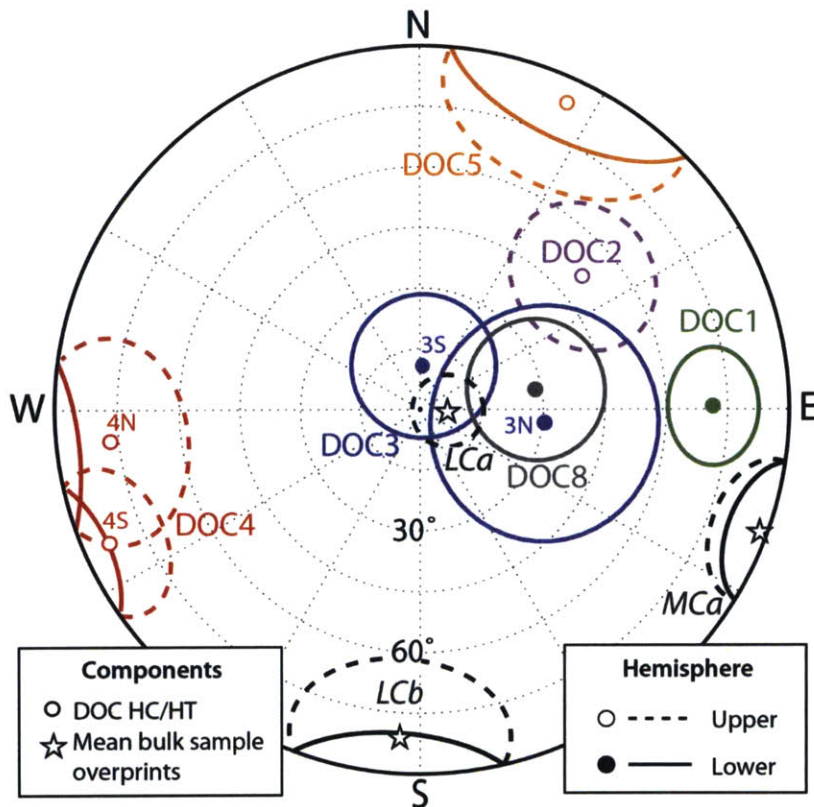 N
DOC5
DOC2
DOC1
3S
W
E
4N
3N
DOC3
LCa
DOC8
4S
DOC4
30°
MCa
60°
LCb
Components
DOC HC/HT
Mean bulk sample
overprints
Hemisphere
Upper
Lower
S